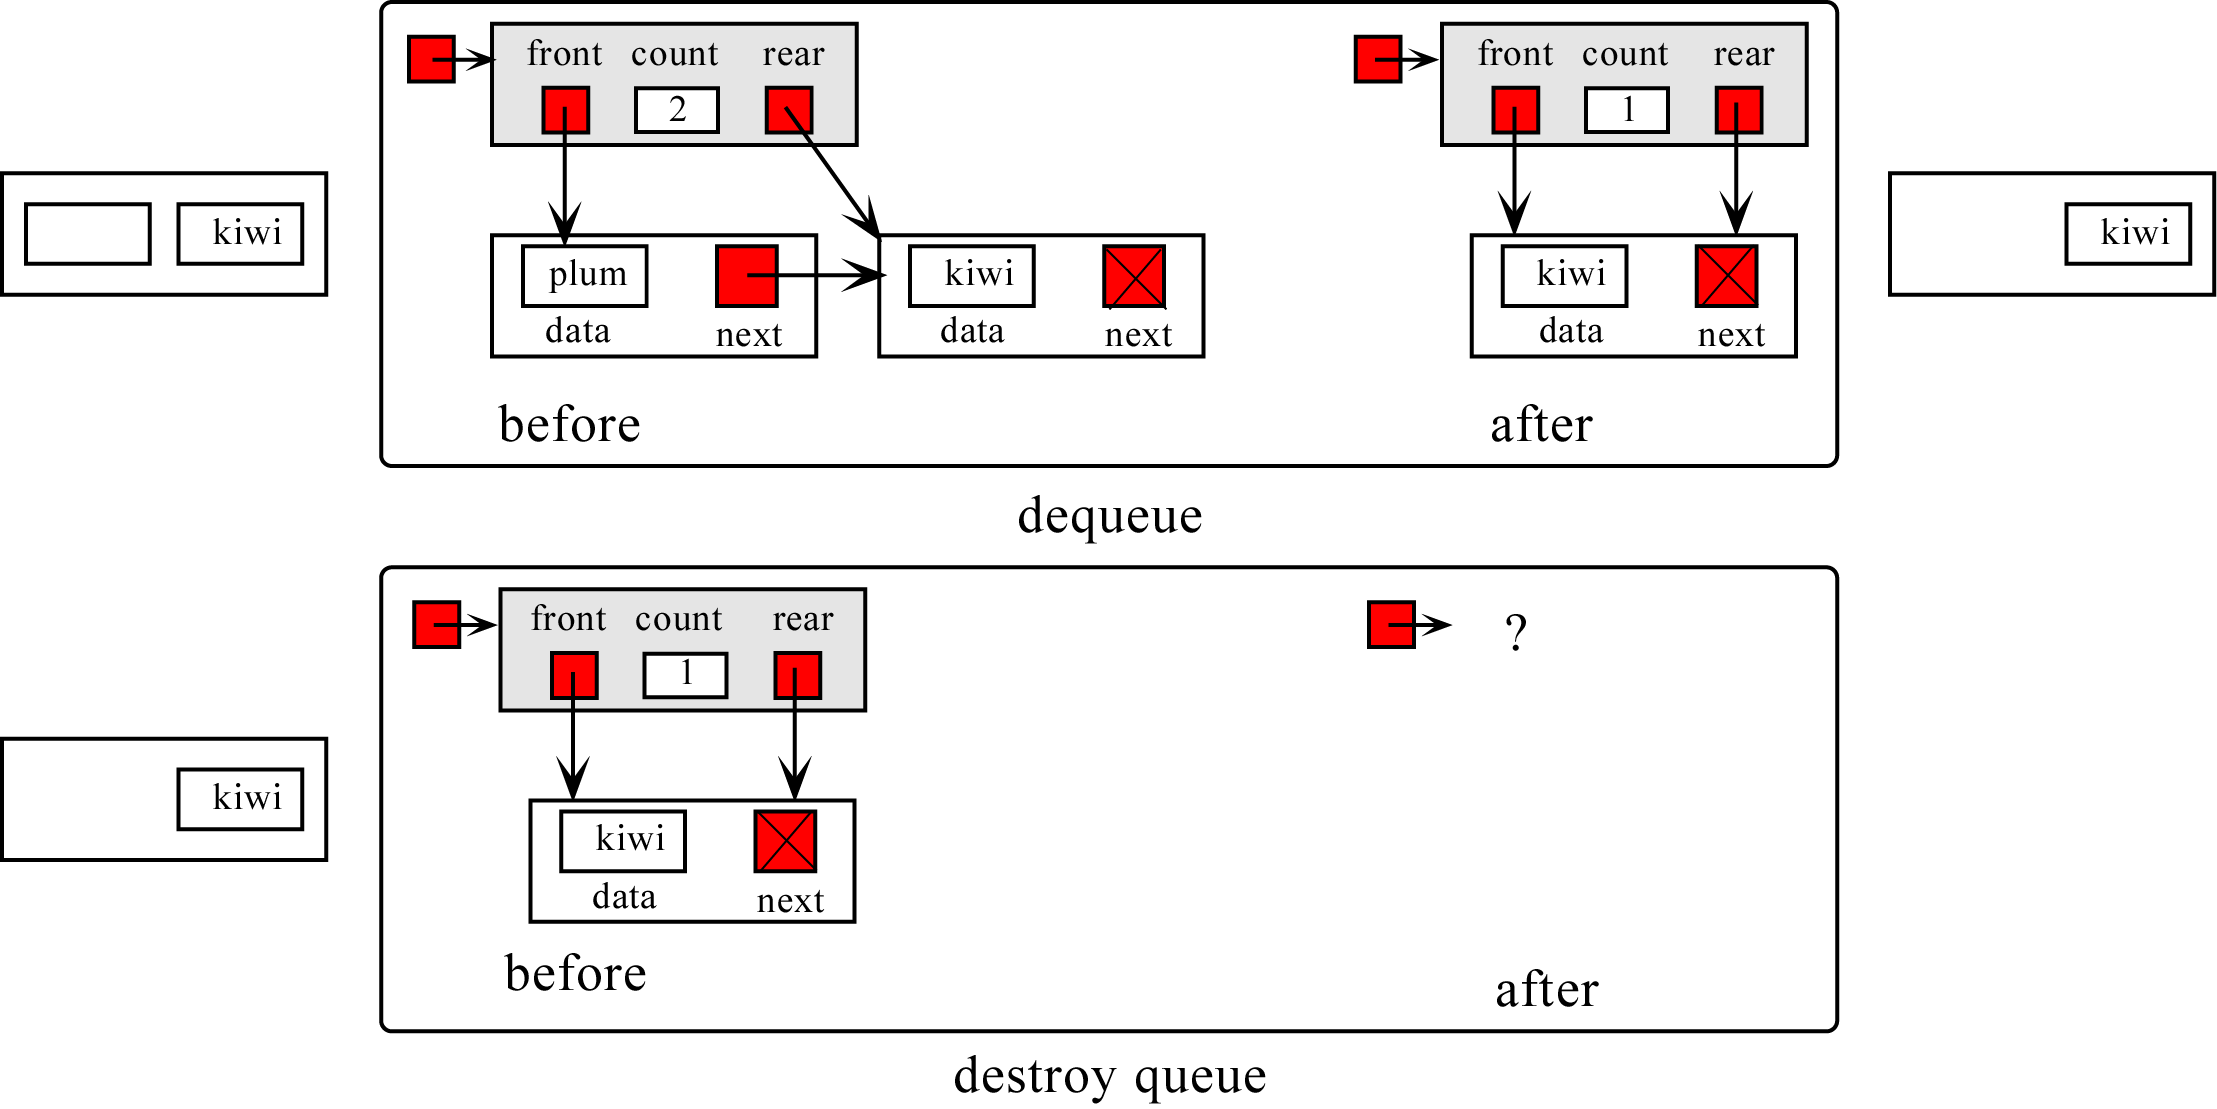 front count rear front count rear
2 1
kiwi kiwi
plum kiwi kiwi
data next data next data next
before after
dequeue
front count rear ?
1
kiwi
kiwi
data next
before after
destroy queue